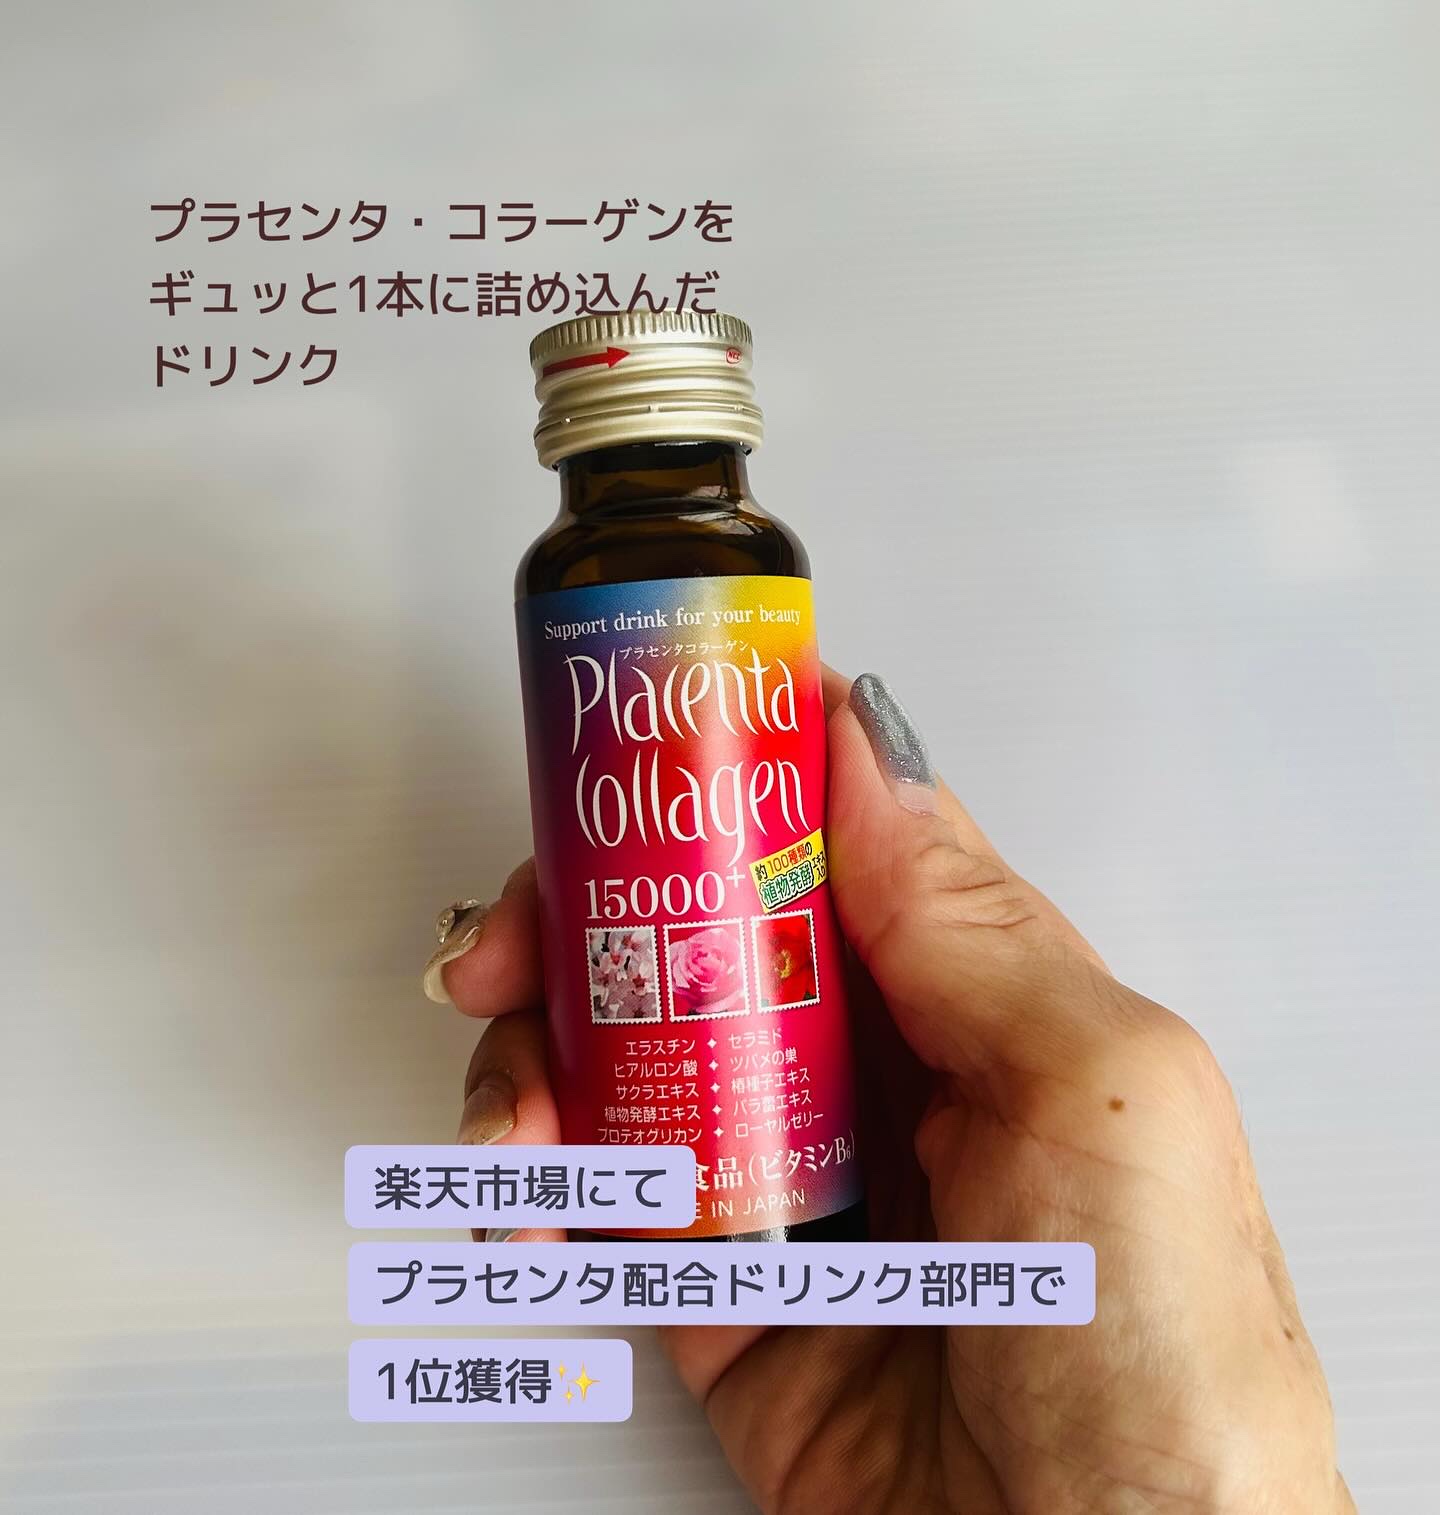 プラセンタ・コラーゲンを
ギュッと1本に詰め込んだ
ドリンク
NCC
Support drink for your beauty
プラセンタコラーゲン
Placenta
Collagen
15000+
約100種類の
植物発酵エキス入り
エラスチン ✦ セラミド
ヒアルロン酸 ✦ ツバメの巣
サクラエキス ✦ 椿種子エキス
植物発酵エキス ✦ バラ蕾エキス
プロテオグリカン ✦ ローヤルゼリー
食品(ビタミンB6)
E IN JAPAN
楽天市場にて
プラセンタ配合ドリンク部門で
1位獲得✨